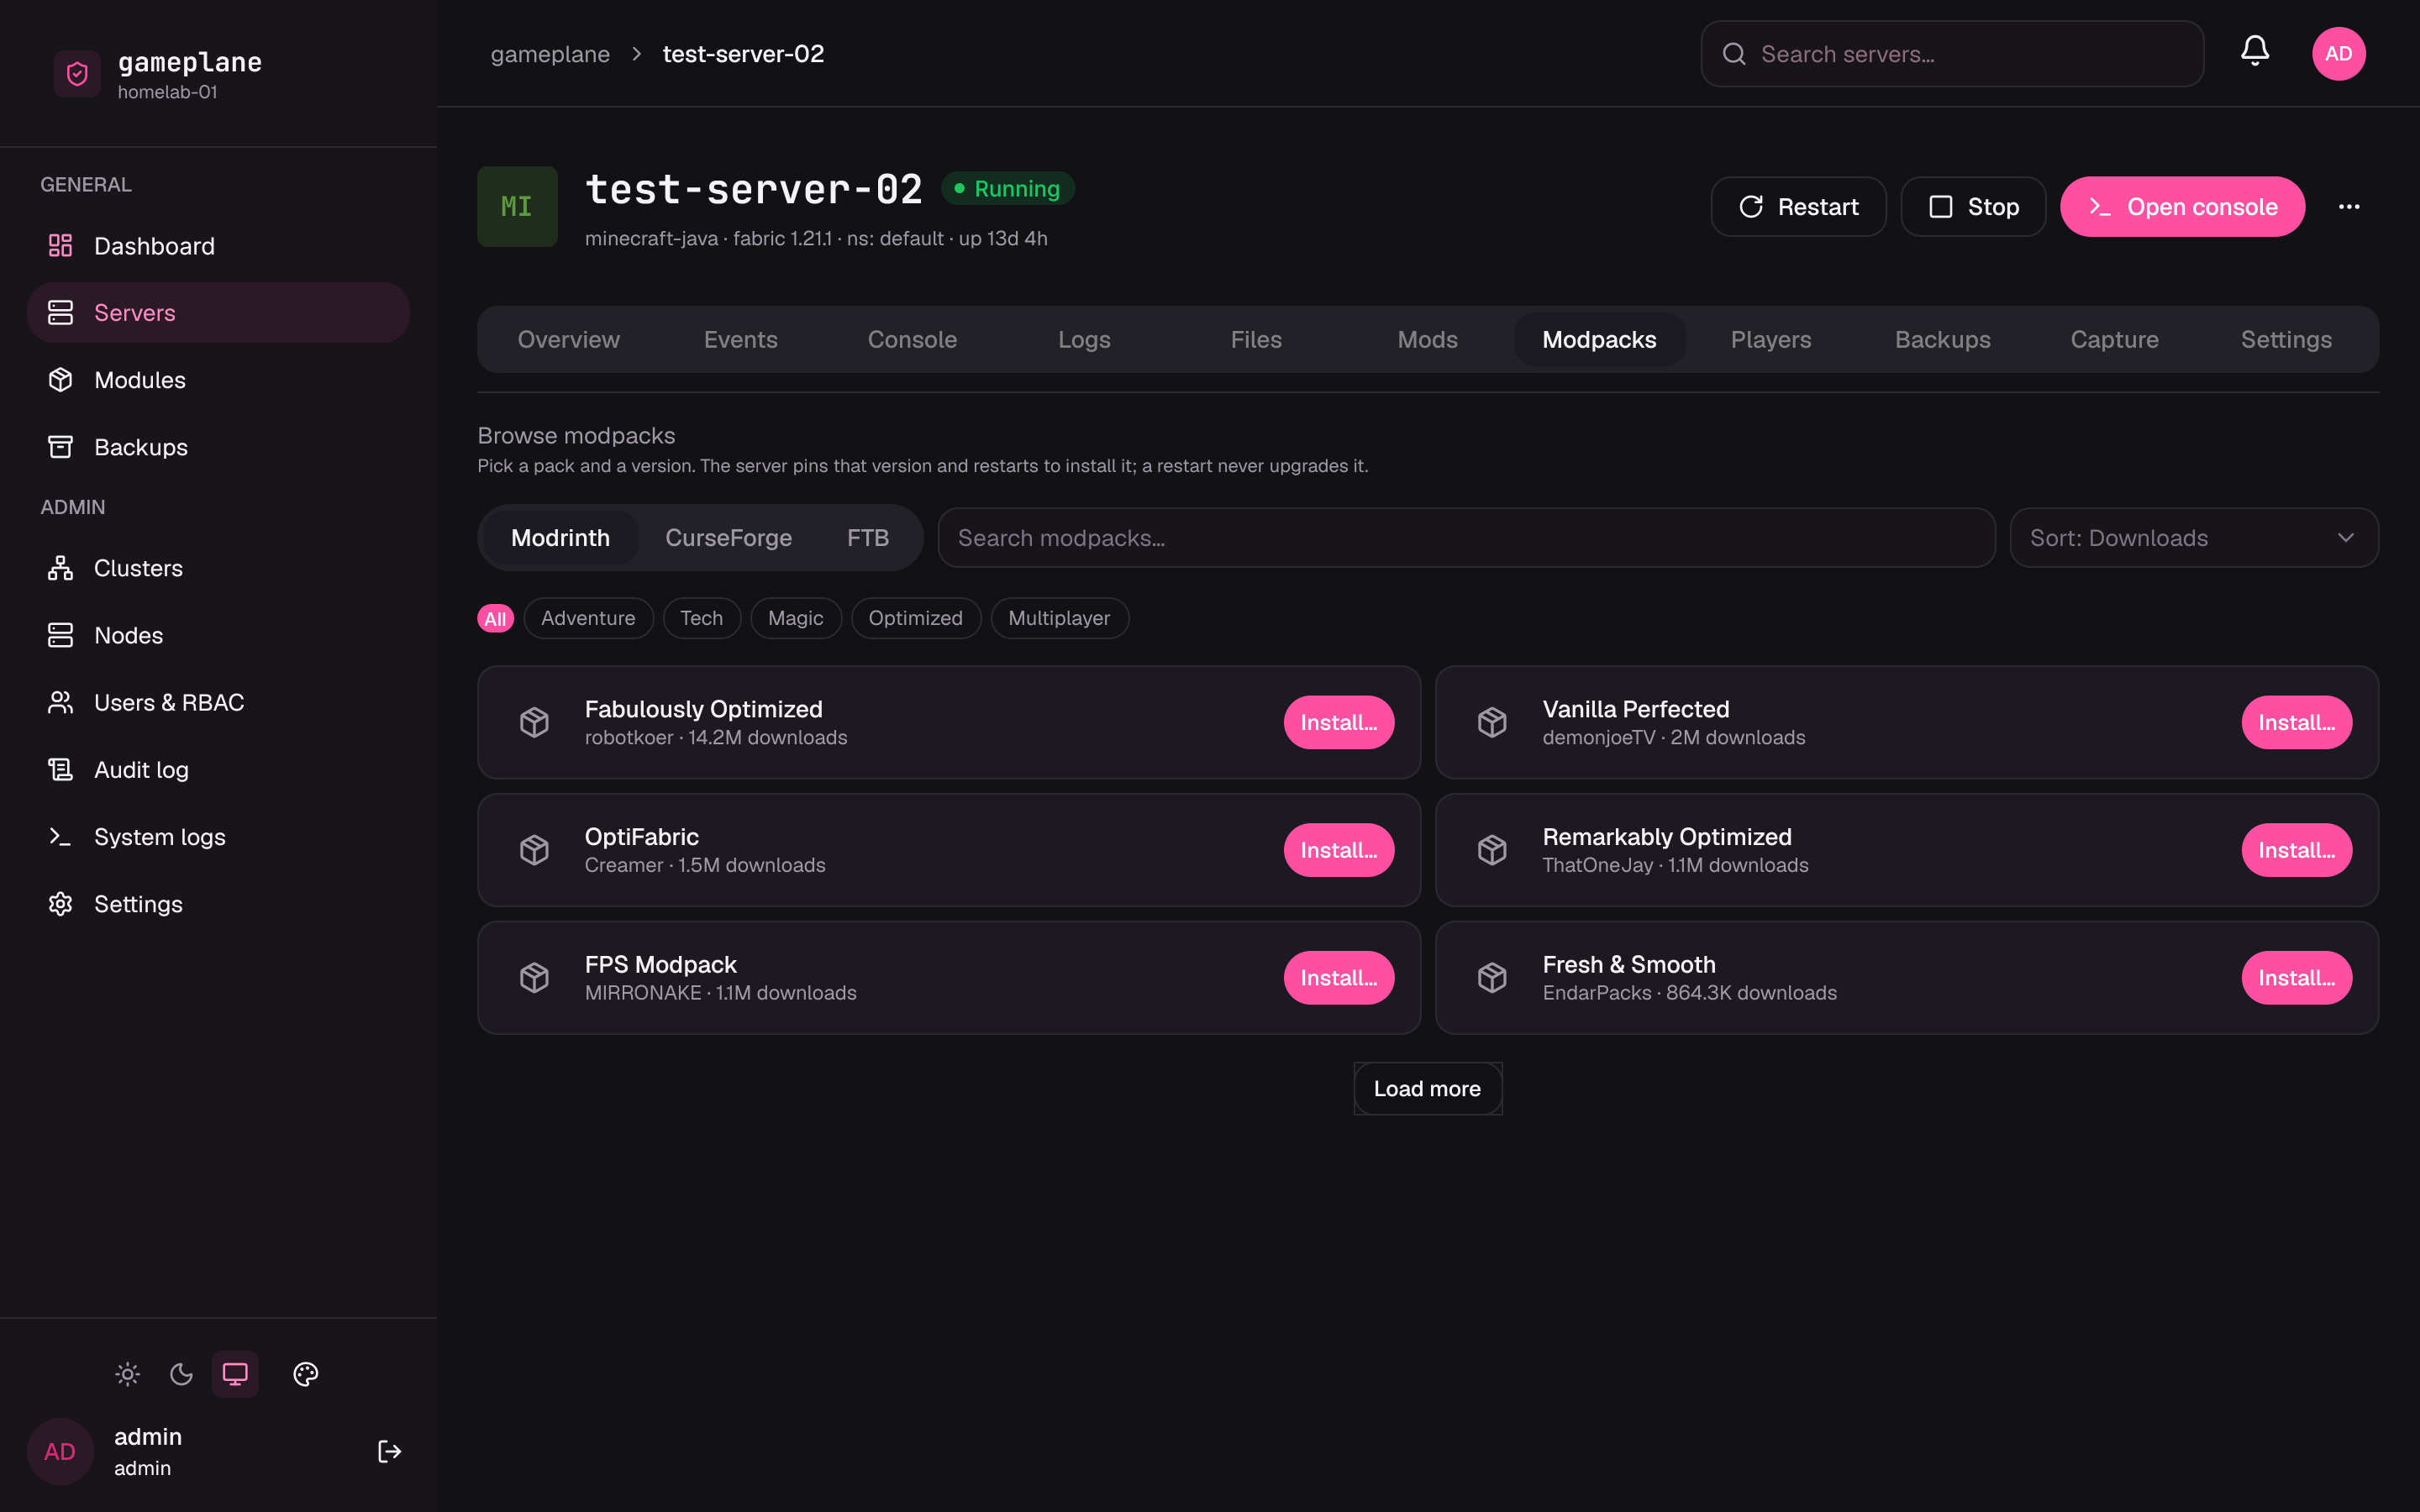 gameplane
homelab-01
GENERAL
Dashboard
Servers
Modules
Backups
ADMIN
Clusters
Nodes
Users & RBAC
Audit log
System logs
Settings
AD
admin
admin
gameplane > test-server-02
Search servers...
AD
MI
test-server-02
Running
minecraft-java · fabric 1.21.1 · ns: default · up 13d 4h
Restart
Stop
Open console
Overview
Events
Console
Logs
Files
Mods
Modpacks
Players
Backups
Capture
Settings
Browse modpacks
Pick a pack and a version. The server pins that version and restarts to install it; a restart never upgrades it.
Modrinth
CurseForge
FTB
Search modpacks...
Sort: Downloads
All
Adventure
Tech
Magic
Optimized
Multiplayer
Fabulously Optimized
robotkoer · 14.2M downloads
Install...
Vanilla Perfected
demonjoeTV · 2M downloads
Install...
OptiFabric
Creamer · 1.5M downloads
Install...
Remarkably Optimized
ThatOneJay · 1.1M downloads
Install...
FPS Modpack
MIRRONAKE · 1.1M downloads
Install...
Fresh & Smooth
EndarPacks · 864.3K downloads
Install...
Load more